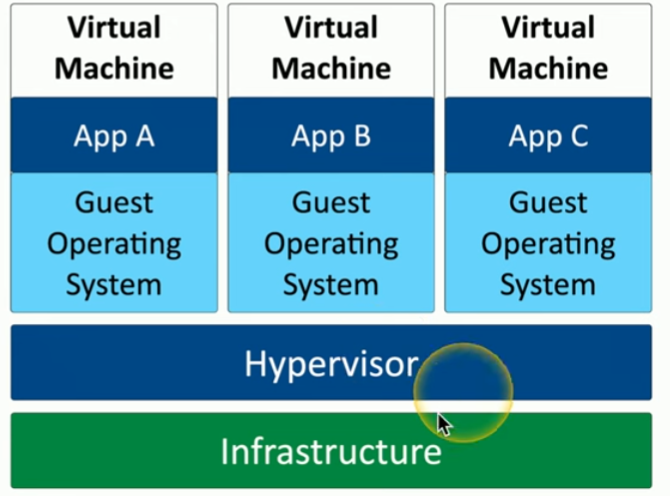 Virtual
Machine
App A
Guest
Operating
System
Virtual
Machine
App B
Guest
Operating
System
Virtual
Machine
App C
Guest
Operating
System
Hypervisor
Infrastructure